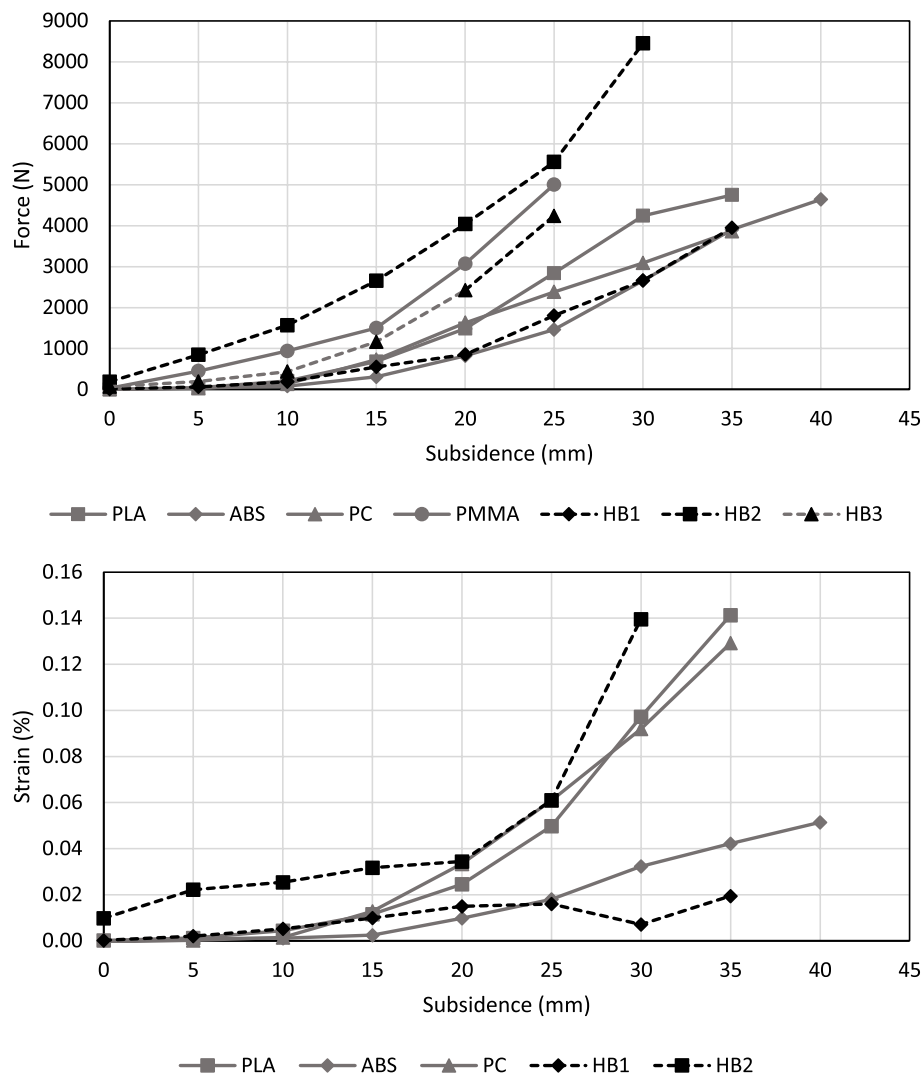 9000
8000
7000
6000
5000
4000
3000
2000
1000
0
Force (N)
0 5 10 15 20 25 30 35 40 45
Subsidence (mm)
PLA ABS PC PMMA HB1 HB2 HB3
0.16
0.14
0.12
0.10
0.08
0.06
0.04
0.02
0.00
Strain (%)
0 5 10 15 20 25 30 35 40 45
Subsidence (mm)
PLA ABS PC HB1 HB2